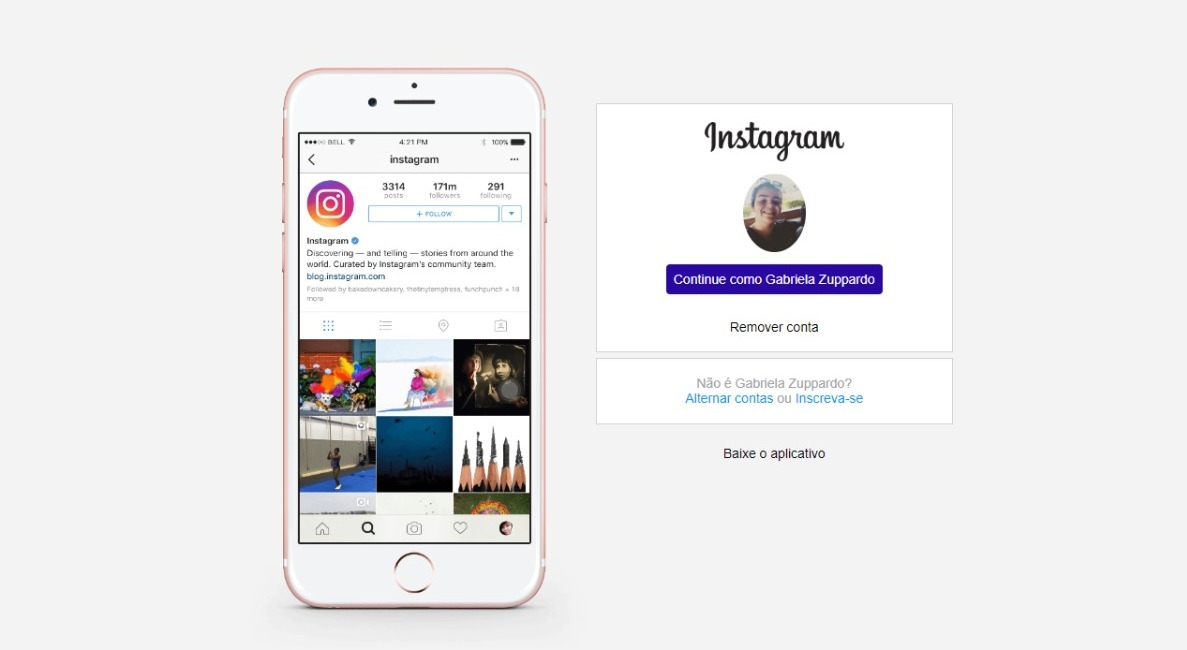 BELL 4:21 PM 100%
instagram
3314 171m 291
posts followers following
+ FOLLOW
Instagram
Discovering — and telling — stories from around the
world. Curated by Instagram's community team.
blog.instagram.com
Followed by bakedowncakery, thetinytempress, lunchpunch + 18
more
Instagram
Continue como Gabriela Zuppardo
Remover conta
Não é Gabriela Zuppardo?
Alternar contas ou Inscreva-se
Baixe o aplicativo